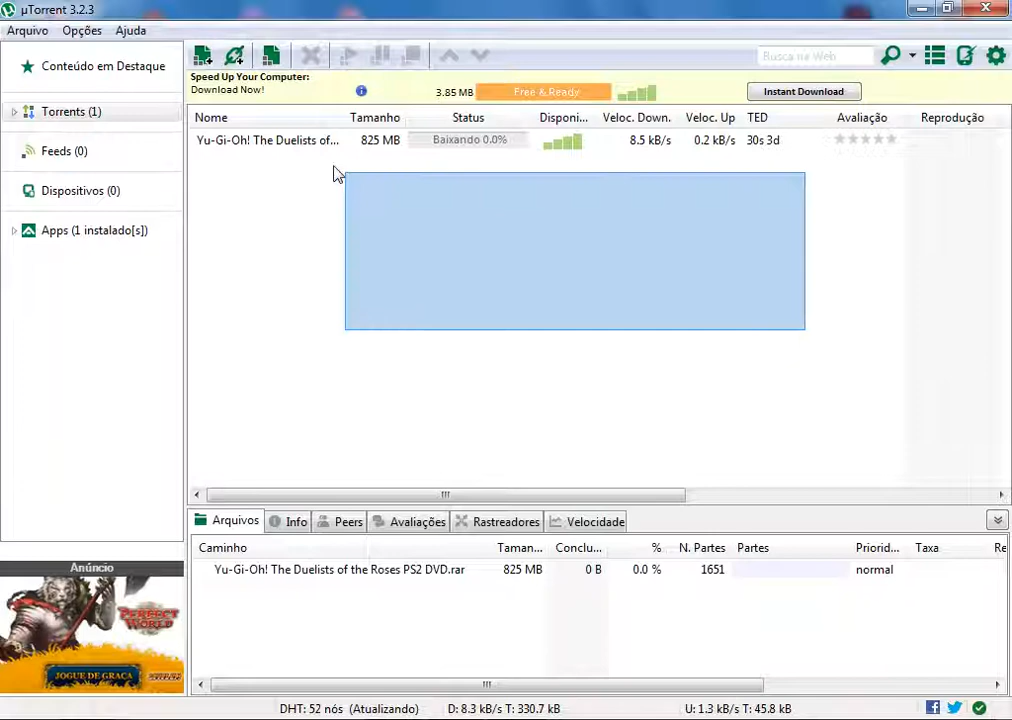 µTorrent 3.2.3
Arquivo Opções Ajuda
Busca na Web
Conteúdo em Destaque
Torrents (1)
Feeds (0)
Dispositivos (0)
Apps (1 instalado[s])
Speed Up Your Computer:
Download Now!
3.85 MB
Free & Ready
Instant Download
Nome Tamanho Status Disponi... Veloc. Down. Veloc. Up TED Avaliação Reprodução
Yu-Gi-Oh! The Duelists of... 825 MB Baixando 0.0% 8.5 kB/s 0.2 kB/s 30s 3d
Arquivos Info Peers Avaliações Rastreadores Velocidade
Caminho Taman... Conclu... % N. Partes Partes Priorid... Taxa Re
Yu-Gi-Oh! The Duelists of the Roses PS2 DVD.rar 825 MB 0 B 0.0 % 1651 normal
Anúncio
PERFECT
WORLD
JOGUE DE GRAÇA
DHT: 52 nós (Atualizando) D: 8.3 kB/s T: 330.7 kB U: 1.3 kB/s T: 45.8 kB